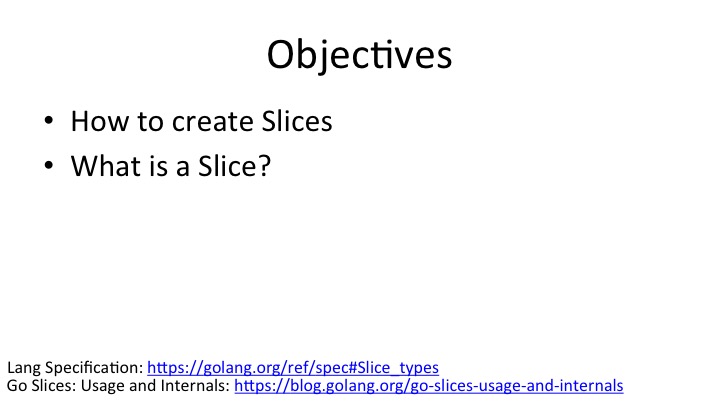 Objectives
• How to create Slices
• What is a Slice?
Lang Specification: https://golang.org/ref/spec#Slice_types
Go Slices: Usage and Internals: https://blog.golang.org/go-slices-usage-and-internals